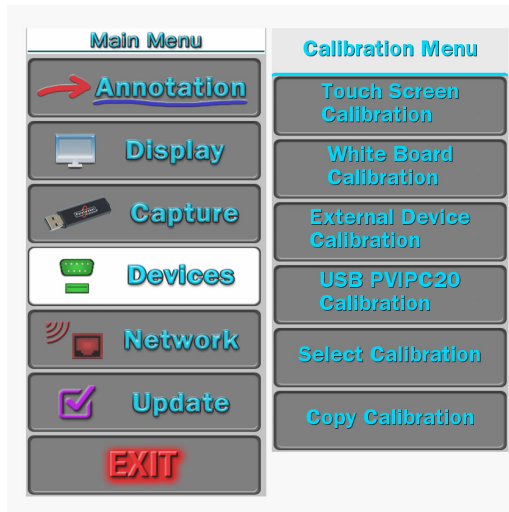 Main Menu
Annotation
Display
Capture
Devices
Network
Update
EXIT
Calibration Menu
Touch Screen
Calibration
White Board
Calibration
External Device
Calibration
USB PVIPC20
Calibration
Select Calibration
Copy Calibration